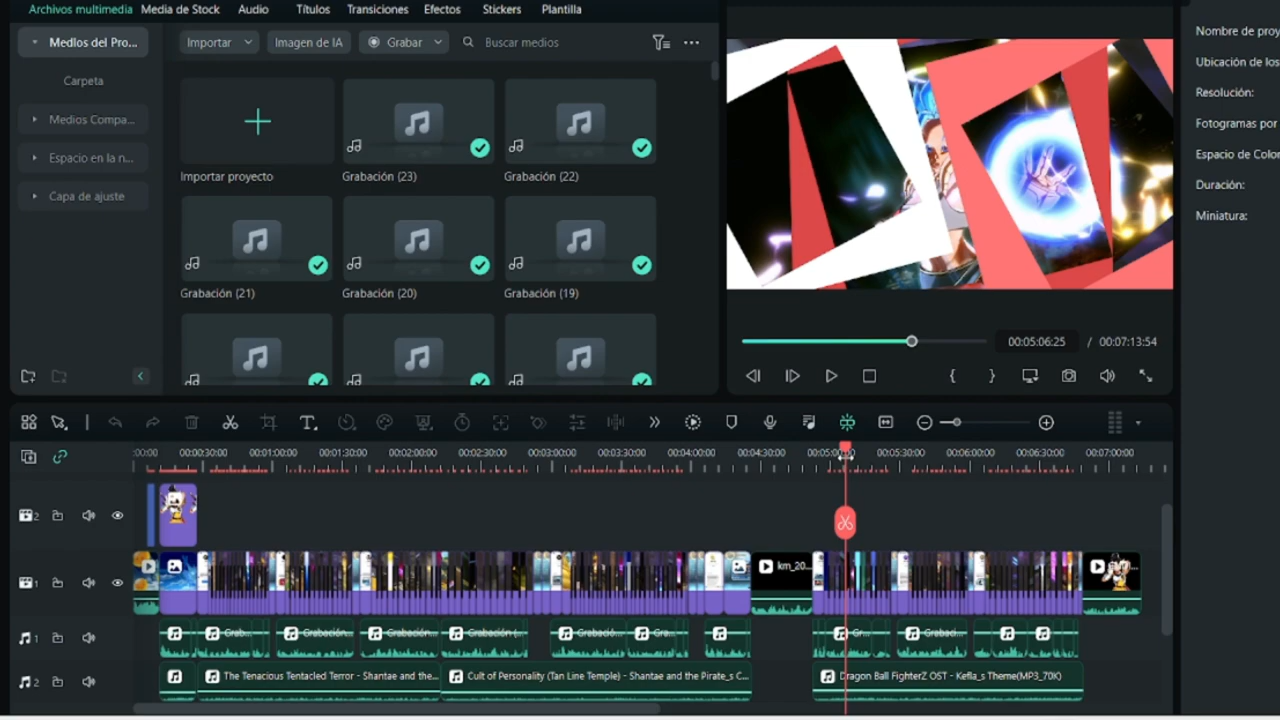 Archivos multimedia Media de Stock Audio Títulos Transiciones Efectos Stickers Plantilla
Medios del Pro...
Carpeta
Medios Compa...
Espacio en la n...
Capa de ajuste
Importar Imagen de IA Grabar Buscar medios
Importar proyecto Grabación (23) Grabación (22)
Grabación (21) Grabación (20) Grabación (19)
00:05:06:25 / 00:07:13:54
Nombre de proy
Ubicación de los
Resolución:
Fotogramas por
Espacio de Color
Duración:
Miniatura:
:00:00 00:00:30:00 00:01:00:00 00:01:30:00 00:02:00:00 00:02:30:00 00:03:00:00 00:03:30:00 00:04:00:00 00:04:30:00 00:05:00:00 00:05:30:00 00:06:00:00 00:06:30:00 00:07:00:00
2
1 km_20...
1 Grab... Grabación... Grabación... Grabación (... Grabació... Gra... Gr... Grabaci...
2 The Tenacious Tentacled Terror - Shantae and the... Cult of Personality (Tan Line Temple) - Shantae and the Pirate_s C... Dragon Ball FighterZ OST - Kefla_s Theme(MP3_70K)